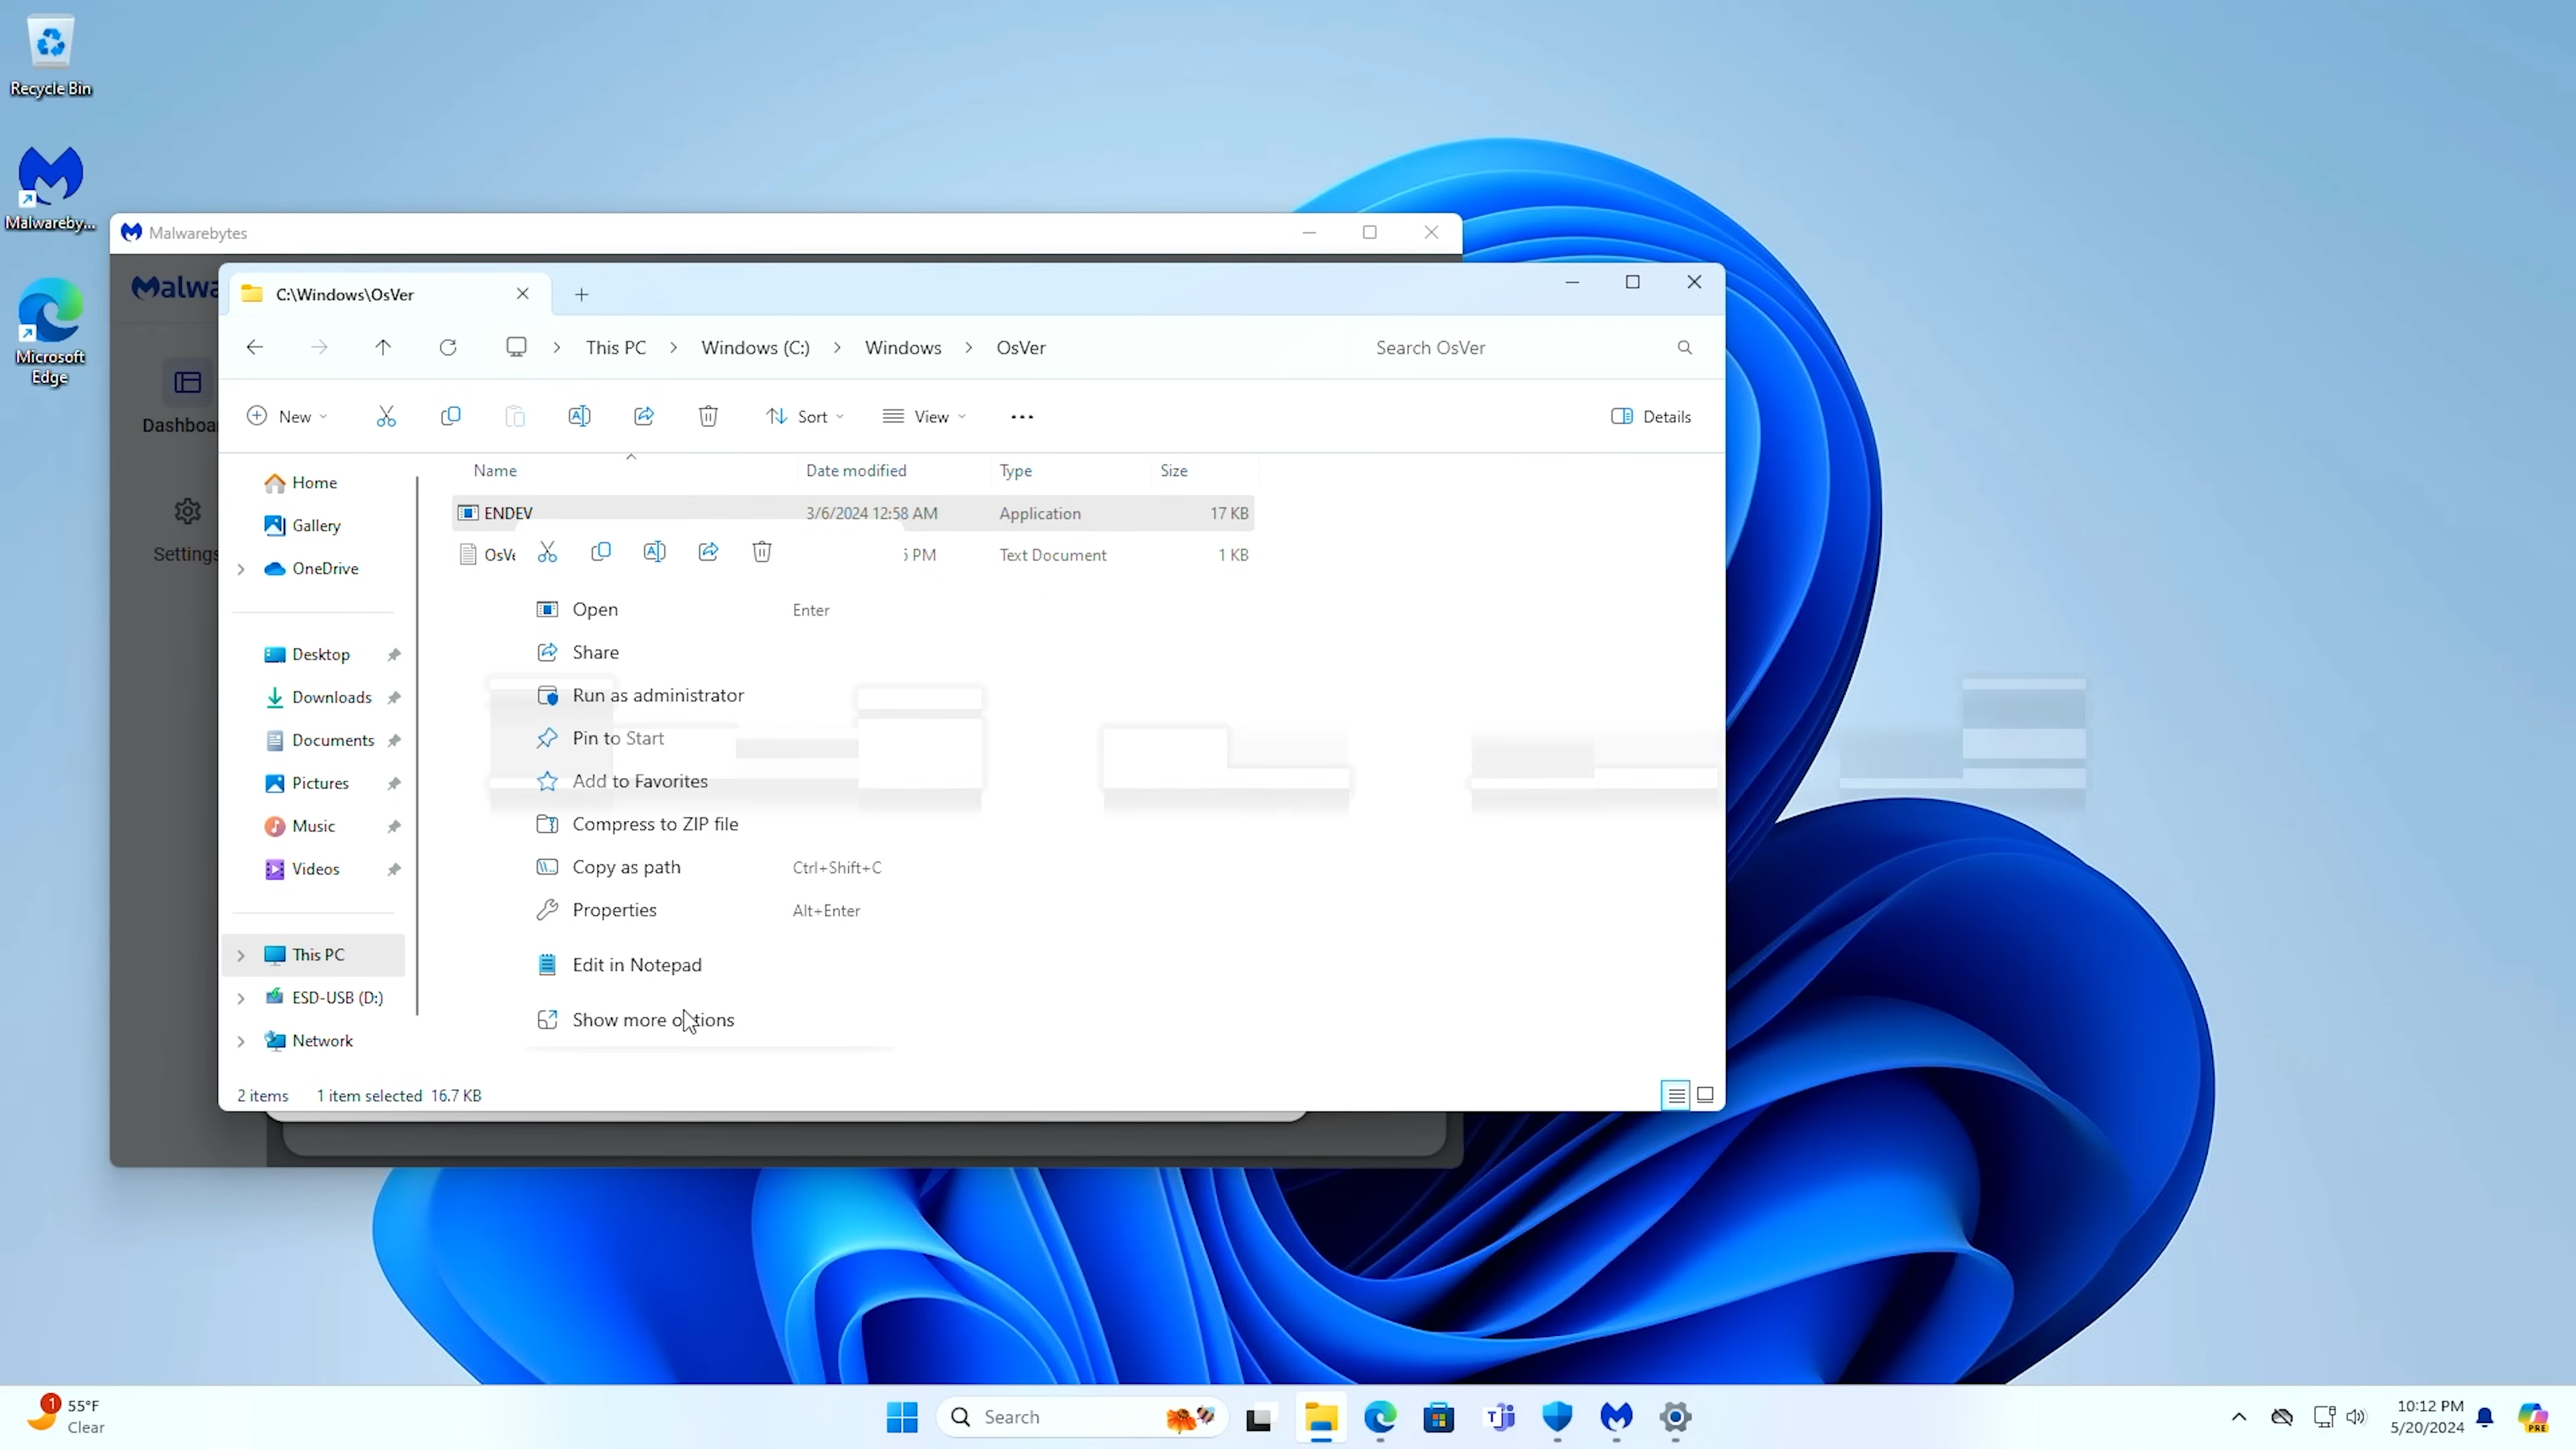 Recycle Bin
Malwareby...
Microsoft
Edge
Malwarebytes
Malwa
Dashboa
Settings
C:\Windows\OsVer
This PC > Windows (C:) > Windows > OsVer
Search OsVer
New
Sort
View
Details
Name Date modified Type Size
ENDEV 3/6/2024 12:58 AM Application 17 KB
OsVe 5 PM Text Document 1 KB
Home
Gallery
OneDrive
Desktop
Downloads
Documents
Pictures
Music
Videos
This PC
ESD-USB (D:)
Network
Open Enter
Share
Run as administrator
Pin to Start
Add to Favorites
Compress to ZIP file
Copy as path Ctrl+Shift+C
Properties Alt+Enter
Edit in Notepad
Show more options
2 items 1 item selected 16.7 KB
1
55°F
Clear
Search
10:12 PM
5/20/2024
PRE